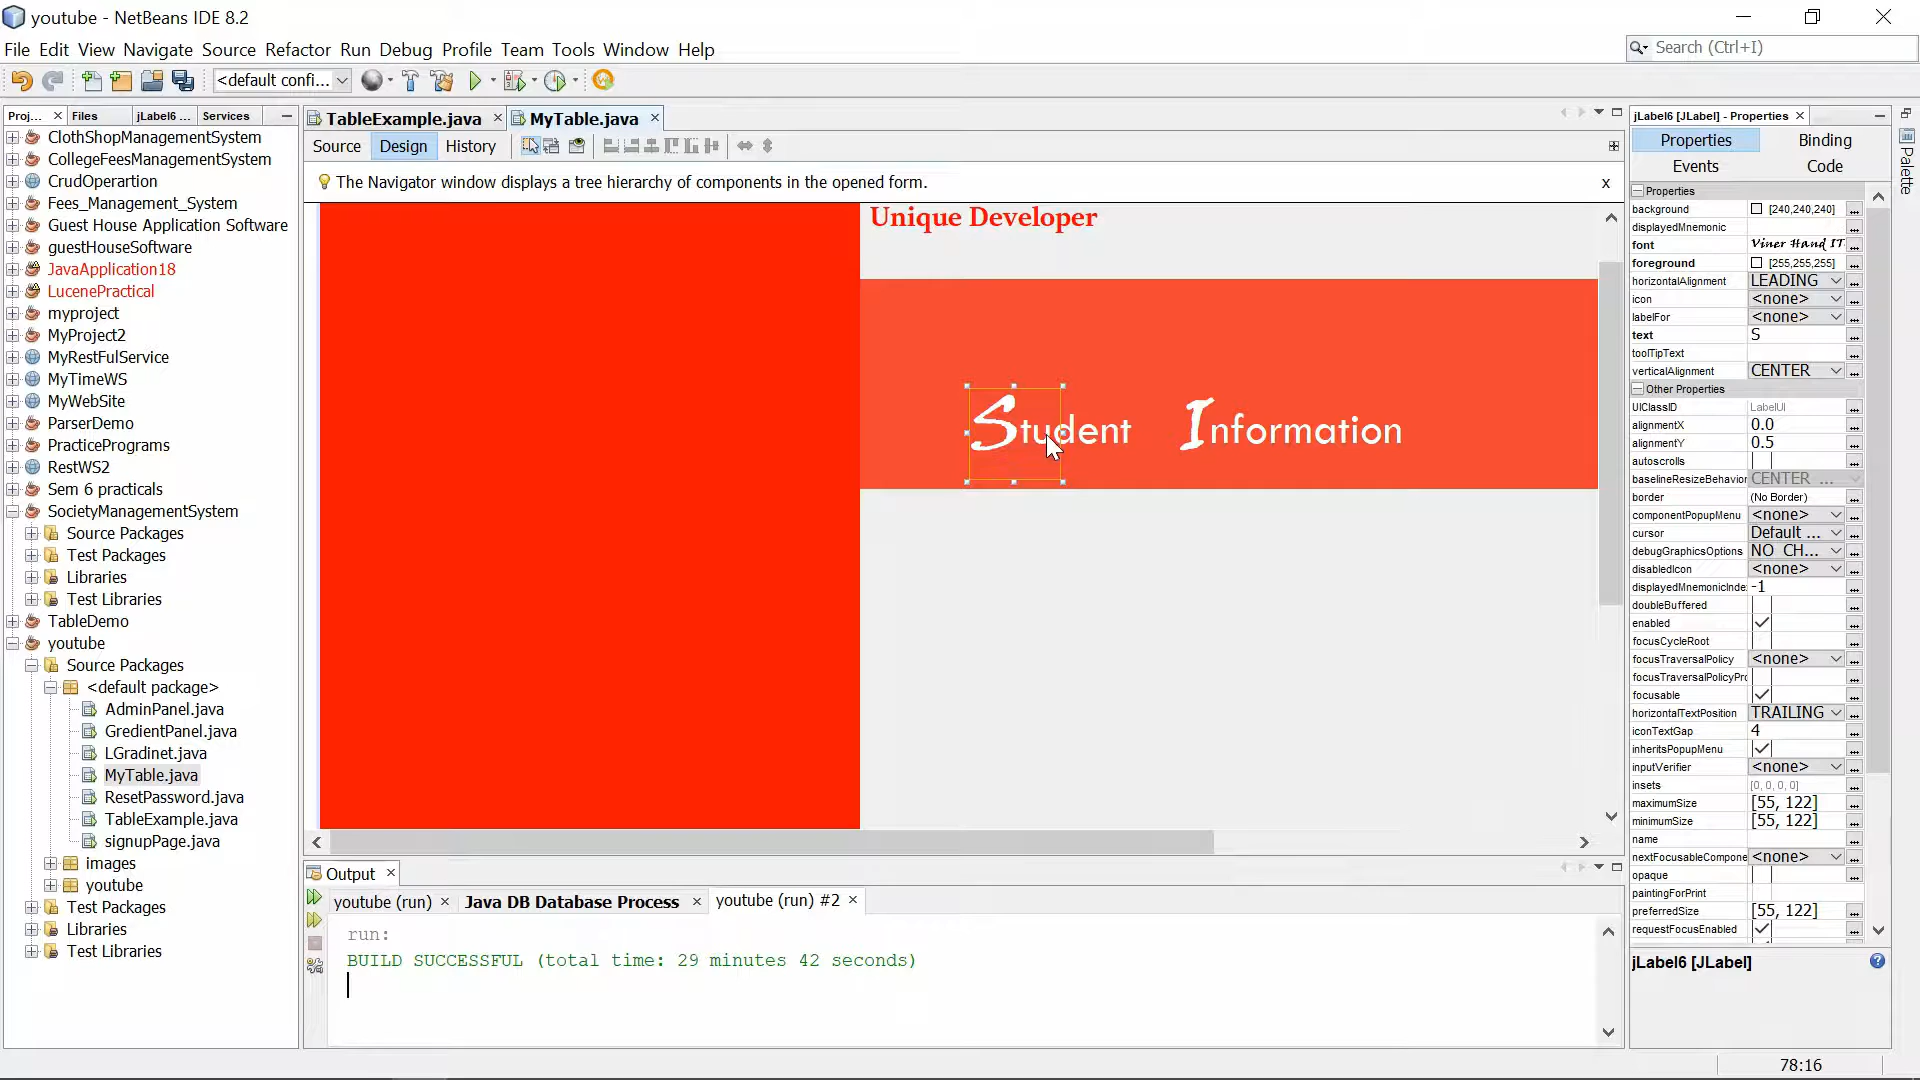 youtube - NetBeans IDE 8.2
File Edit View Navigate Source Refactor Run Debug Profile Team Tools Window Help
Search (Ctrl+I)
<default confi...
Proj... Files jLabel6 ... Services
ClothShopManagementSystem
CollegeFeesManagementSystem
CrudOperartion
Fees_Management_System
Guest House Application Software
guestHouseSoftware
JavaApplication18
LucenePractical
myproject
MyProject2
MyRestFulService
MyTimeWS
MyWebSite
ParserDemo
PracticePrograms
RestWS2
Sem 6 practicals
SocietyManagementSystem
Source Packages
Test Packages
Libraries
Test Libraries
TableDemo
youtube
Source Packages
<default package>
AdminPanel.java
GredientPanel.java
LGradinet.java
MyTable.java
ResetPassword.java
TableExample.java
signupPage.java
images
youtube
Test Packages
Libraries
Test Libraries
TableExample.java MyTable.java
Source Design History
The Navigator window displays a tree hierarchy of components in the opened form. x
Unique Developer
Student Information
Output
youtube (run) Java DB Database Process youtube (run) #2
run:
BUILD SUCCESSFUL (total time: 29 minutes 42 seconds)
jLabel6 [JLabel] - Properties
Properties Binding
Events Code
Properties
background [240,240,240] ...
displayedMnemonic ...
font Viner Hand IT ...
foreground [255,255,255] ...
horizontalAlignment LEADING ...
icon <none> ...
labelFor <none> ...
text S ...
toolTipText ...
verticalAlignment CENTER ...
Other Properties
UIClassID LabelUI ...
alignmentX 0.0 ...
alignmentY 0.5 ...
autoscrolls ...
baselineResizeBehavior CENTER ...
border (No Border) ...
componentPopupMenu <none> ...
cursor Default ... ...
debugGraphicsOptions NO CH... ...
disabledIcon <none> ...
displayedMnemonicInde -1 ...
doubleBuffered ...
enabled ...
focusCycleRoot ...
focusTraversalPolicy <none> ...
focusTraversalPolicyPro ...
focusable ...
horizontalTextPosition TRAILING ...
iconTextGap 4 ...
inheritsPopupMenu ...
inputVerifier <none> ...
insets [0, 0, 0, 0] ...
maximumSize [55, 122] ...
minimumSize [55, 122] ...
name ...
nextFocusableCompone <none> ...
opaque ...
paintingForPrint ...
preferredSize [55, 122] ...
requestFocusEnabled ...
jLabel6 [JLabel]
Palette
78:16